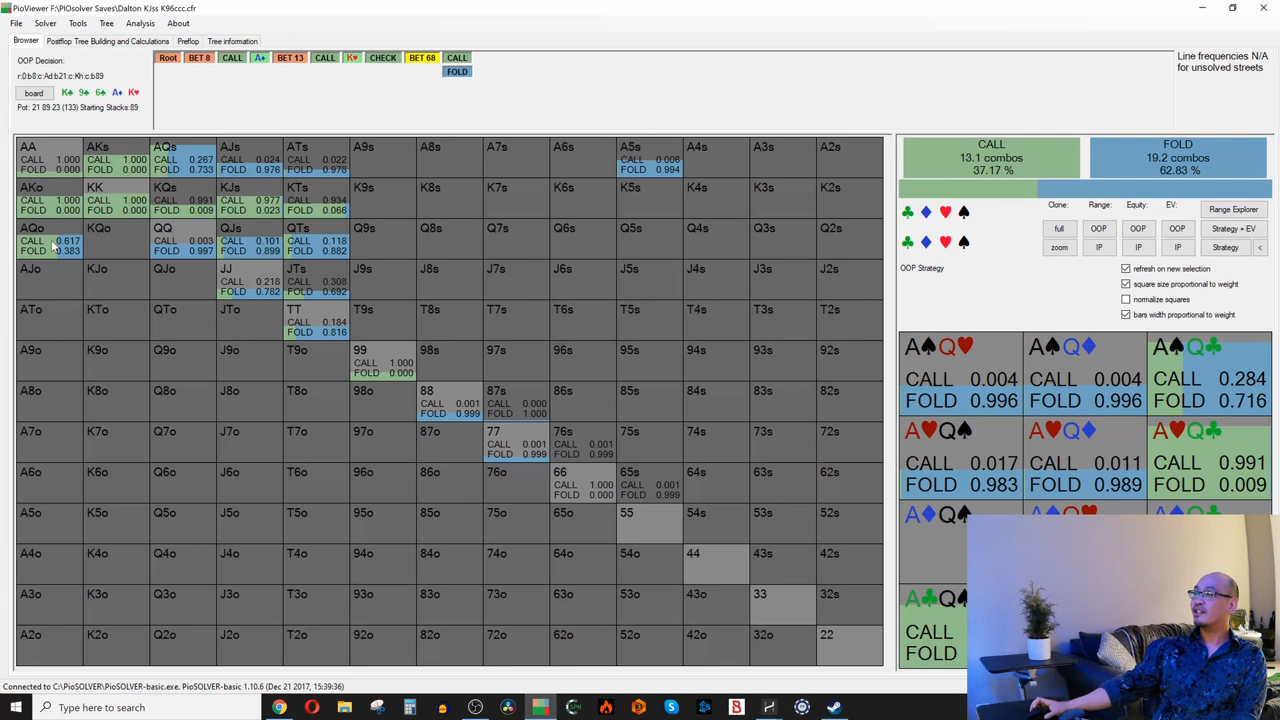 PioViewer F:\PIOsolver Saves\Dalton KJss K96ccc.cfr
File Solver Tools Tree Analysis About
Browser Postflop Tree Building and Calculations Preflop Tree information
OOP Decision:
r:0:b8:c:Ad:b21:c:Kh:c:b89
board K♣ 9♣ 6♣ A♦ K♥
Pot: 21 89 23 (133) Starting Stacks:89
Root BET 8 CALL A♦ BET 13 CALL K♥ CHECK BET 68 CALL
FOLD
Line frequencies N/A
for unsolved streets
AA AKs AQs AJs ATs A9s A8s A7s A6s A5s A4s A3s A2s
CALL 1.000 CALL 1.000 CALL 0.267 CALL 0.024 CALL 0.022 CALL 0.006
FOLD 0.000 FOLD 0.000 FOLD 0.733 FOLD 0.976 FOLD 0.978 FOLD 0.994
AKo KK KQs KJs KTs K9s K8s K7s K6s K5s K4s K3s K2s
CALL 1.000 CALL 1.000 CALL 0.991 CALL 0.977 CALL 0.934
FOLD 0.000 FOLD 0.000 FOLD 0.009 FOLD 0.023 FOLD 0.066
AQo KQo QQ QJs QTs Q9s Q8s Q7s Q6s Q5s Q4s Q3s Q2s
CALL 0.617 CALL 0.003 CALL 0.101 CALL 0.118
FOLD 0.383 FOLD 0.997 FOLD 0.899 FOLD 0.882
AJo KJo QJo JJ JTs J9s J8s J7s J6s J5s J4s J3s J2s
CALL 0.218 CALL 0.308
FOLD 0.782 FOLD 0.692
ATo KTo QTo JTo TT T9s T8s T7s T6s T5s T4s T3s T2s
CALL 0.184
FOLD 0.816
A9o K9o Q9o J9o T9o 99 98s 97s 96s 95s 94s 93s 92s
CALL 1.000
FOLD 0.000
A8o K8o Q8o J8o T8o 98o 88 87s 86s 85s 84s 83s 82s
CALL 0.001 CALL 0.000
FOLD 0.999 FOLD 1.000
A7o K7o Q7o J7o T7o 97o 87o 77 76s 75s 74s 73s 72s
CALL 0.001 CALL 0.001
FOLD 0.999 FOLD 0.999
A6o K6o Q6o J6o T6o 96o 86o 76o 66 65s 64s 63s 62s
CALL 1.000 CALL 0.001
FOLD 0.000 FOLD 0.999
A5o K5o Q5o J5o T5o 95o 85o 75o 65o 55 54s 53s 52s
A4o K4o Q4o J4o T4o 94o 84o 74o 64o 54o 44 43s 42s
A3o K3o Q3o J3o T3o 93o 83o 73o 63o 53o 43o 33 32s
A2o K2o Q2o J2o T2o 92o 82o 72o 62o 52o 42o 32o 22
CALL FOLD
13.1 combos 19.2 combos
37.17 % 62.83 %
♣ ♦ ♥ ♠
♣ ♦ ♥ ♠
Clone: Range: Equity: EV: Range Explorer
full OOP OOP OOP Strategy + EV
zoom IP IP IP Strategy <
OOP Strategy
refresh on new selection
square size proportional to weight
normalize squares
bars width proportional to weight
A♠Q♥ A♠Q♦ A♠Q♣
CALL 0.004 CALL 0.004 CALL 0.284
FOLD 0.996 FOLD 0.996 FOLD 0.716
A♥Q♠ A♥Q♦ A♥Q♣
CALL 0.017 CALL 0.011 CALL 0.991
FOLD 0.983 FOLD 0.989 FOLD 0.009
A♦Q♠
A♣Q♠
CALL
FOLD
Connected to C:\PioSOLVER\PioSOLVER-basic.exe. PioSOLVER-basic 1.10.6 (Dec 21 2017, 15:39:36)
Type here to search